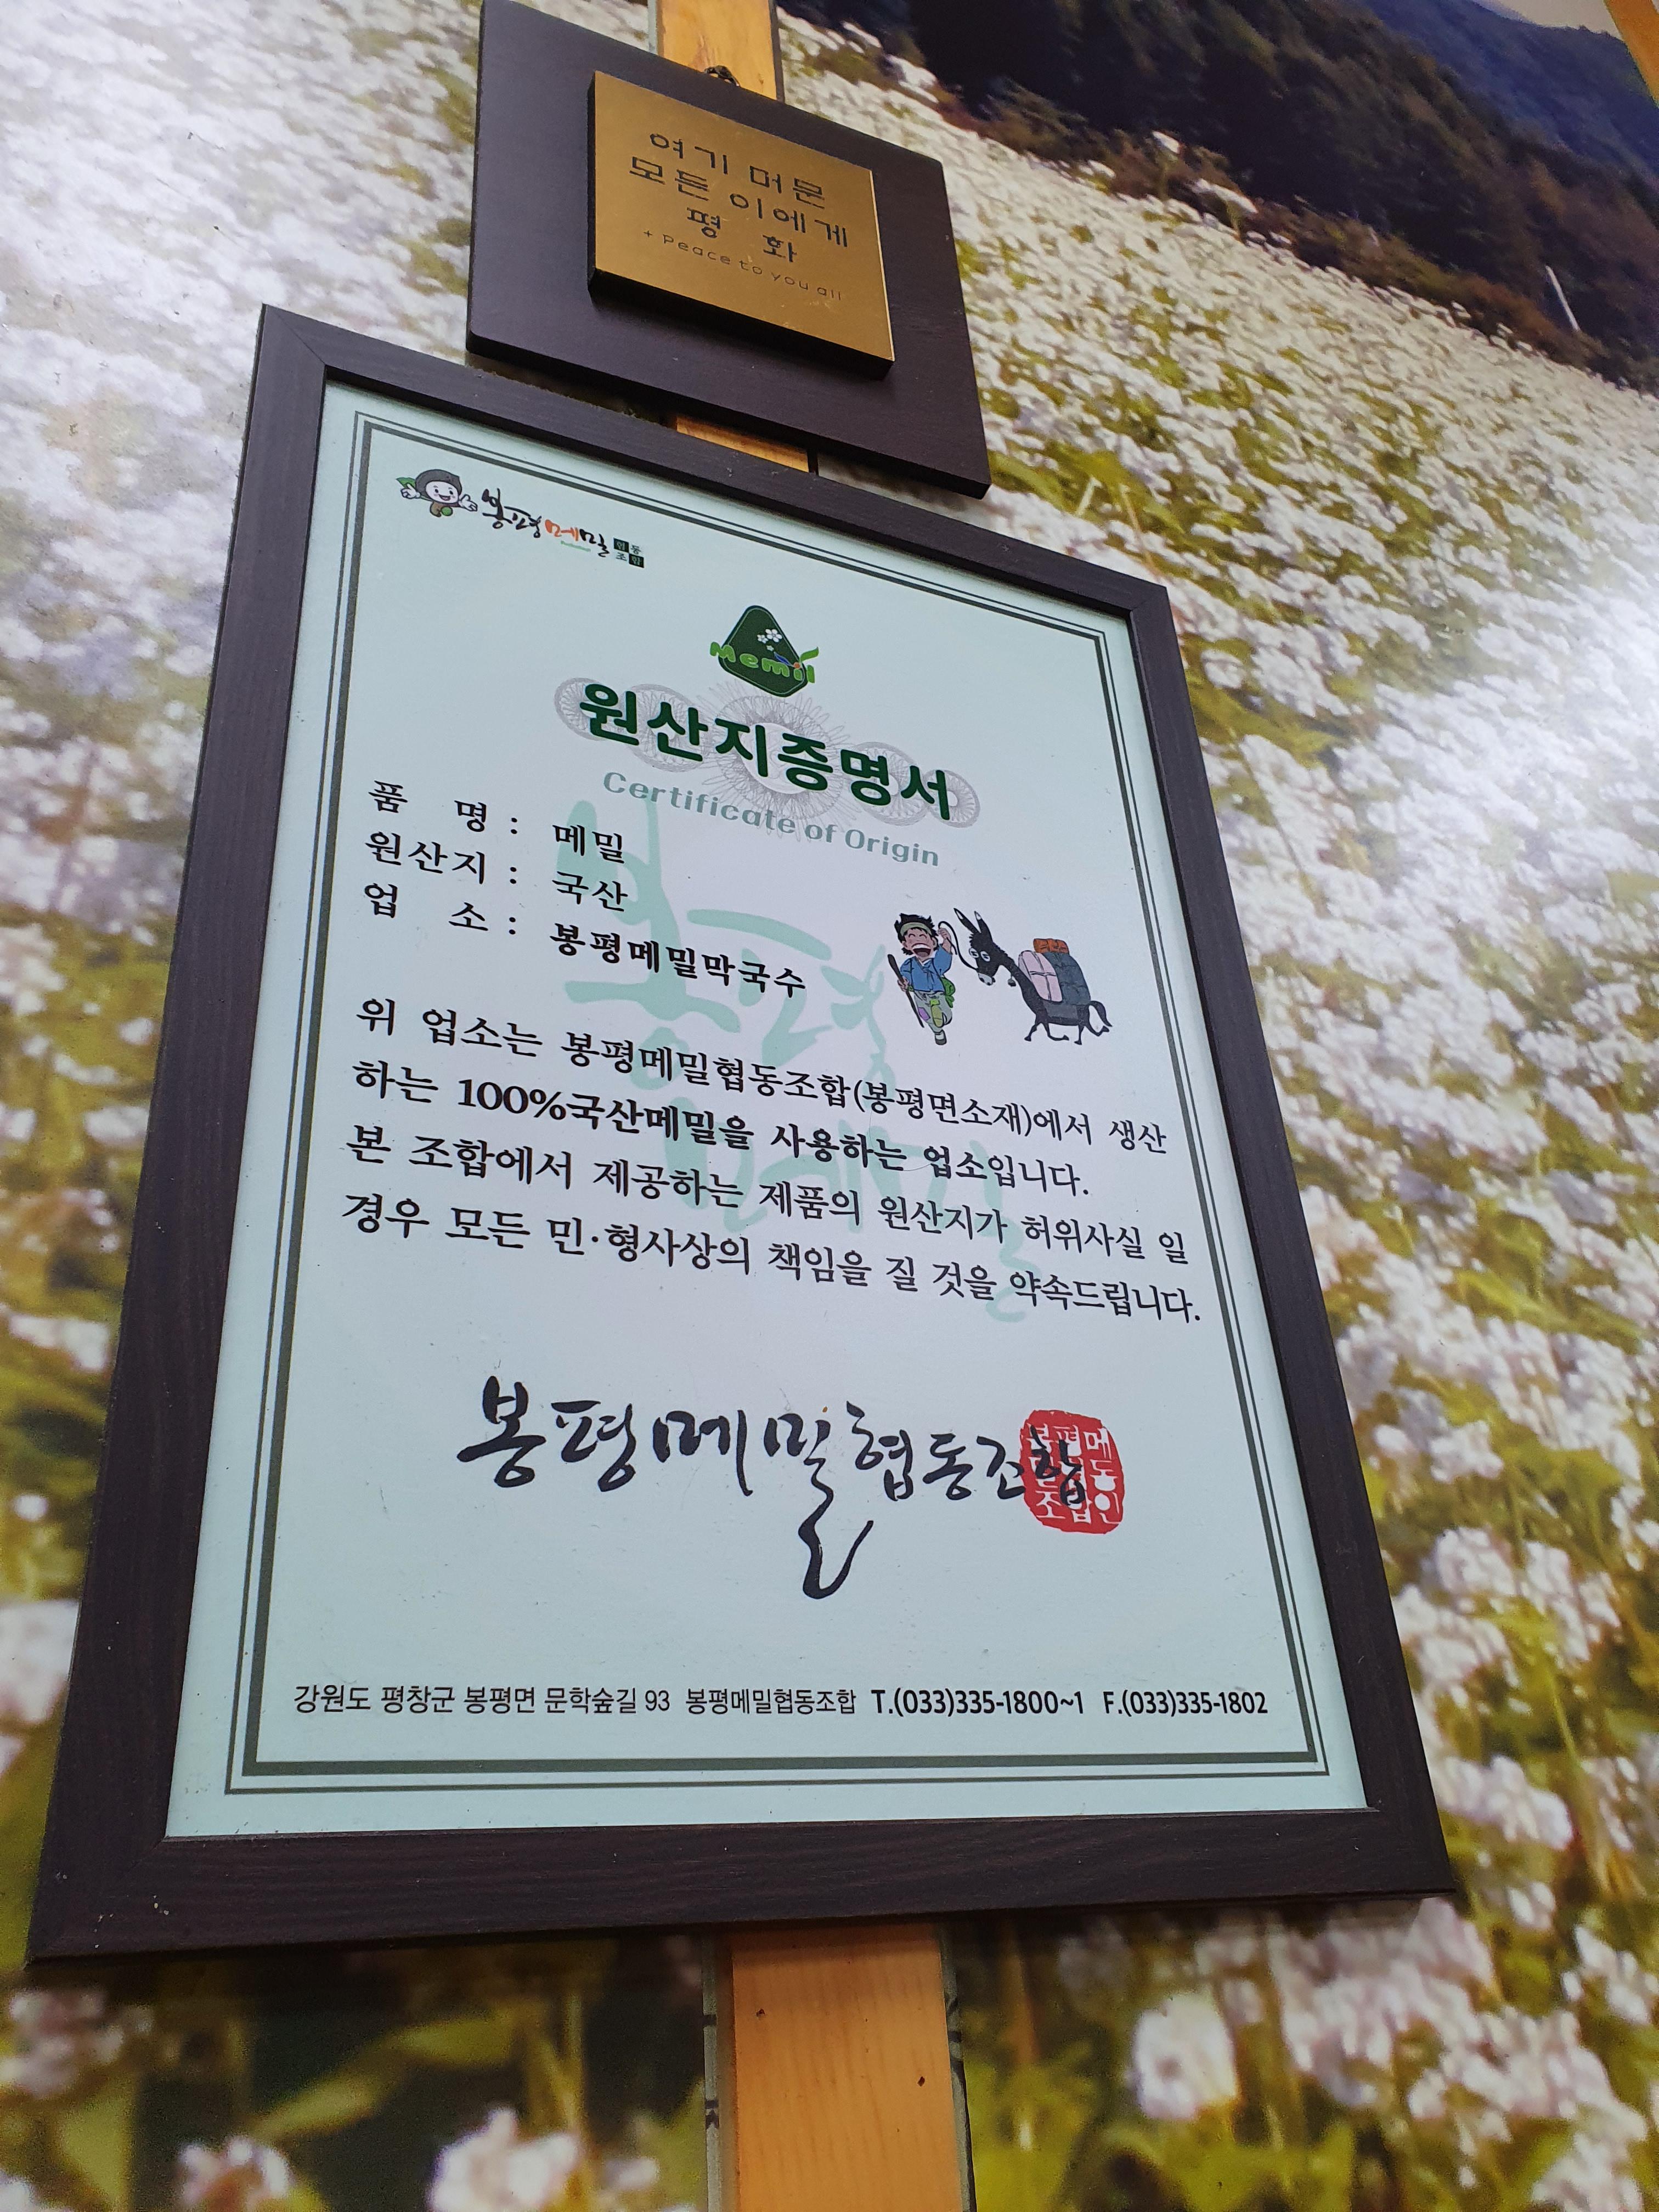 여기 머문
모든 이에게
평 화
+ peace to you all
봉평메밀 협동조합
Memil
원산지증명서
Certificate of Origin
품 명 : 메밀
원산지 : 국산
업 소 : 봉평메밀막국수
위 업소는 봉평메밀협동조합(봉평면소재)에서 생산
하는 100%국산메밀을 사용하는 업소입니다.
본 조합에서 제공하는 제품의 원산지가 허위사실 일
경우 모든 민·형사상의 책임을 질 것을 약속드립니다.
봉평메밀
봉평메밀협동조합
강원도 평창군 봉평면 문학숲길 93 봉평메밀협동조합 T.(033)335-1800~1 F.(033)335-1802